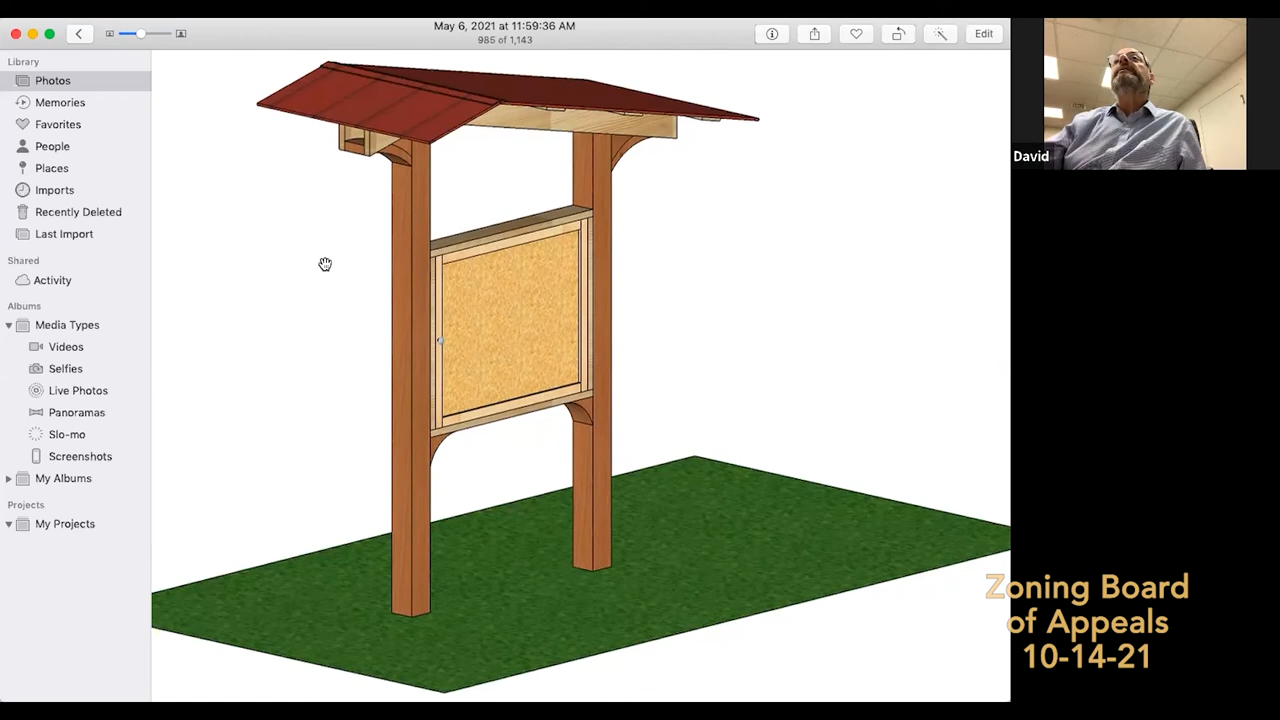 May 6, 2021 at 11:59:36 AM
985 of 1,143
Edit
Library
Photos
Memories
Favorites
People
Places
Imports
Recently Deleted
Last Import
Shared
Activity
Albums
Media Types
Videos
Selfies
Live Photos
Panoramas
Slo-mo
Screenshots
My Albums
Projects
My Projects
David
Zoning Board
of Appeals
10-14-21